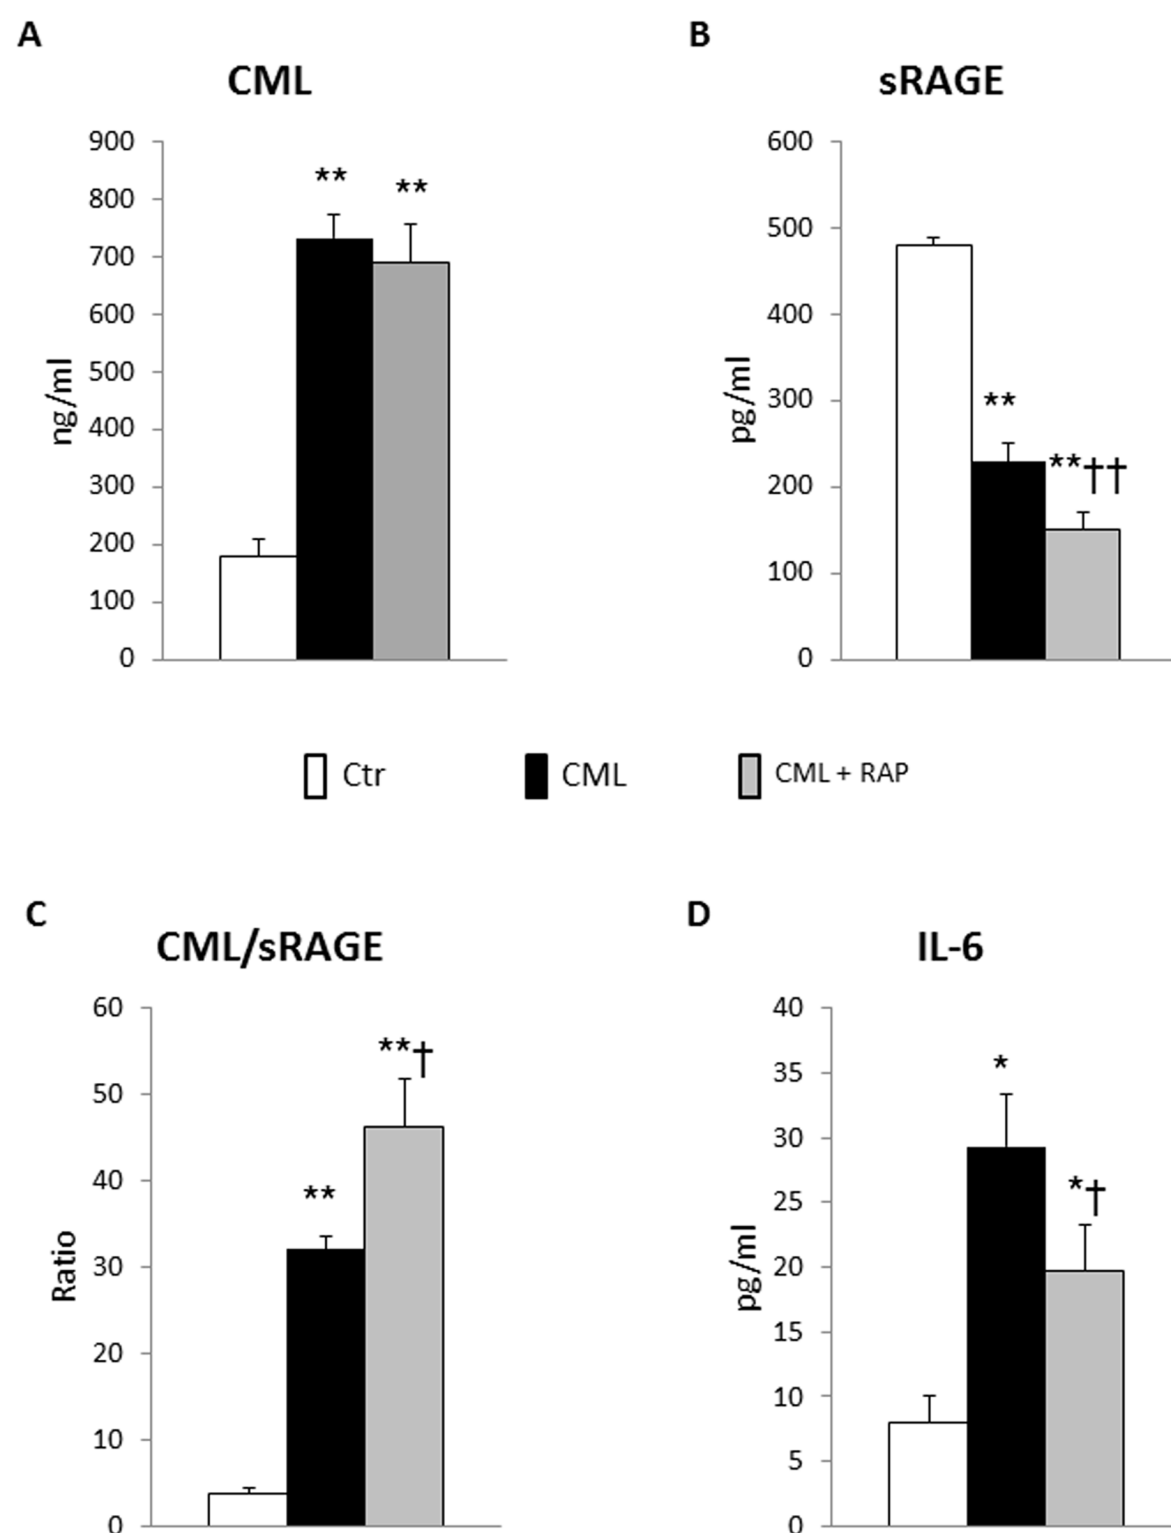 A
CML
900
800
700
600
500
400
300
200
100
0
ng/ml
**
**
B
sRAGE
600
500
400
300
200
100
0
pg/ml
**
**††
Ctr
CML
CML + RAP
C
CML/sRAGE
60
50
40
30
20
10
0
Ratio
**
**†
D
IL-6
40
35
30
25
20
15
10
5
0
pg/ml
*
*†